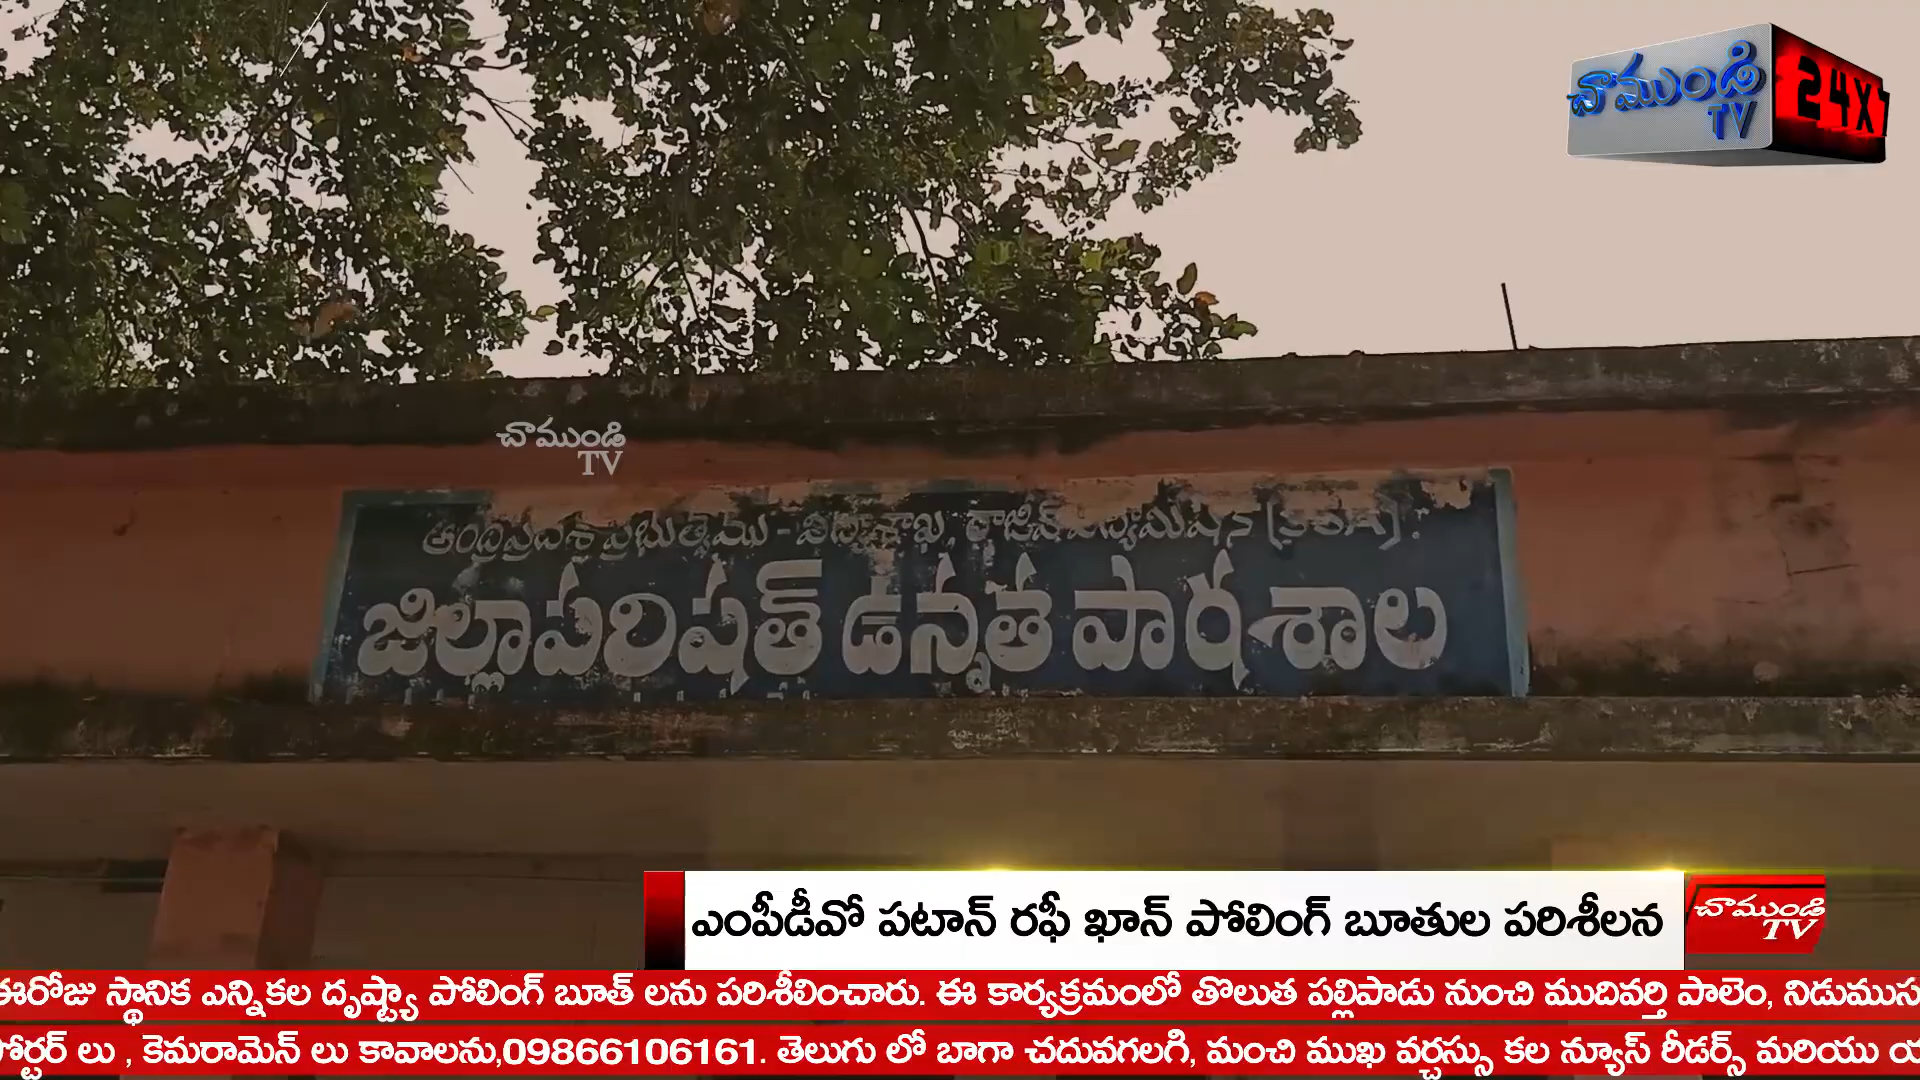 చాముండి
TV
24X
చాముండి
TV
ఆంధ్రప్రదేశ్ ప్రభుత్వము - విద్యాశాఖ,
జిల్లాపరిషత్ ఉన్నత పాఠశాల
ఎంపీడీవో పటాన్ రఫీ ఖాన్ పోలింగ్ బూతుల పరిశీలన
చాముండి
TV
ఈరోజు స్థానిక ఎన్నికల దృష్ట్యా పోలింగ్ బూత్ లను పరిశీలించారు. ఈ కార్యక్రమంలో తొలుత పల్లిపాడు నుంచి ముదివర్తి పాలెం, నిడుముస
పోర్టర్ లు , కెమరామెన్ లు కావాలను,09866106161. తెలుగు లో బాగా చదువగలగి, మంచి ముఖ వర్చస్సు కల న్యూస్ రీడర్స్ మరియు య